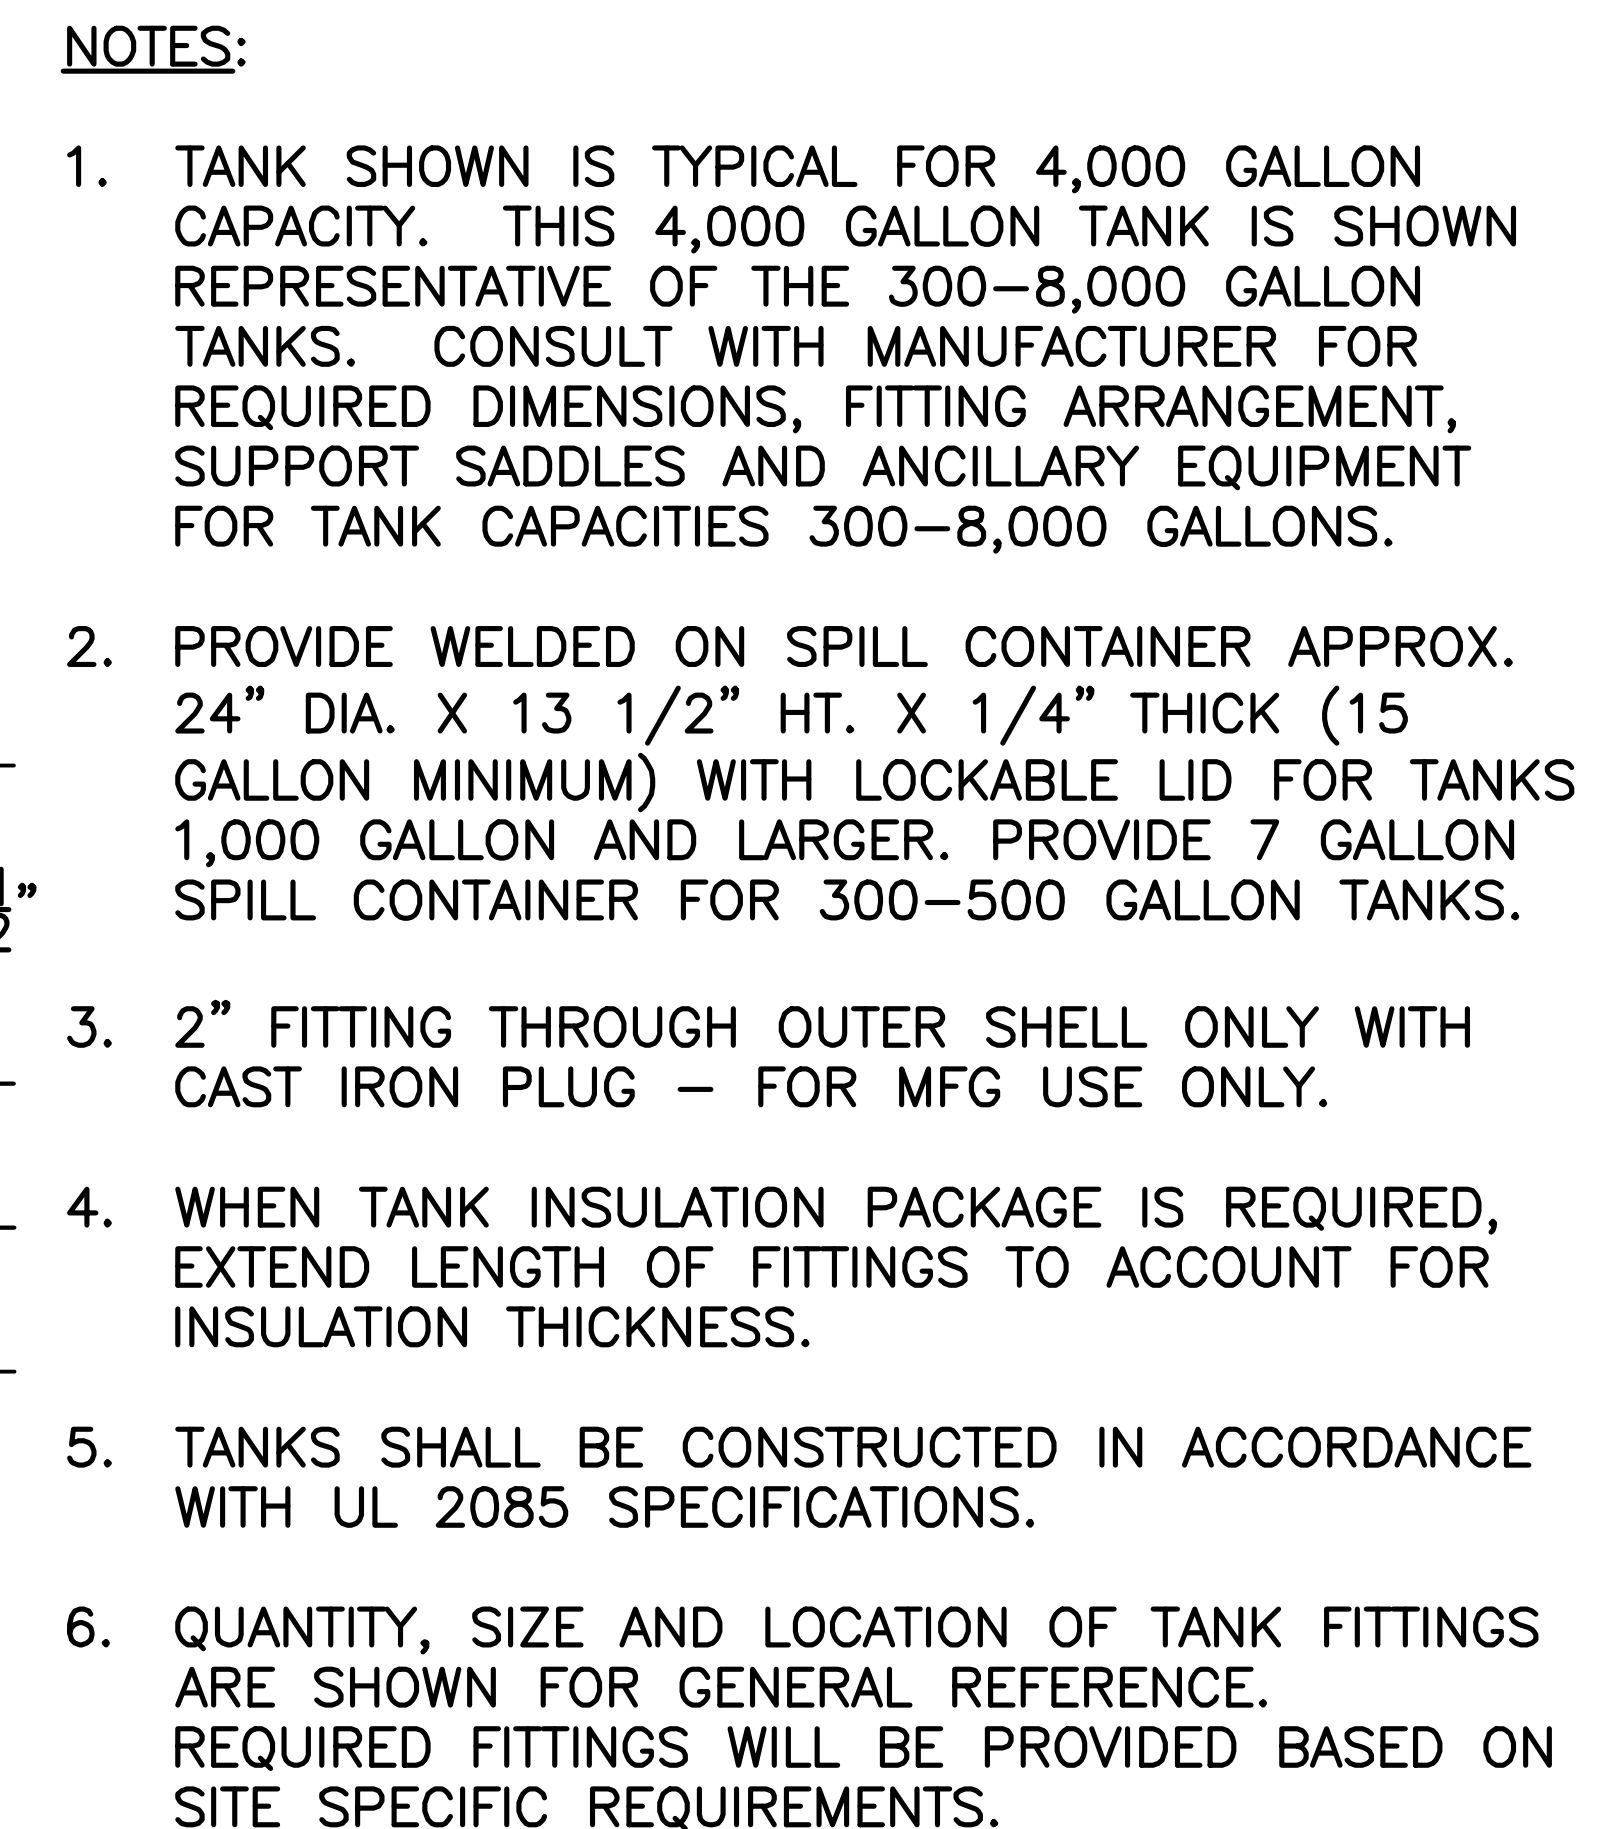 NOTES:
1. TANK SHOWN IS TYPICAL FOR 4,000 GALLON
CAPACITY. THIS 4,000 GALLON TANK IS SHOWN
REPRESENTATIVE OF THE 300–8,000 GALLON
TANKS. CONSULT WITH MANUFACTURER FOR
REQUIRED DIMENSIONS, FITTING ARRANGEMENT,
SUPPORT SADDLES AND ANCILLARY EQUIPMENT
FOR TANK CAPACITIES 300–8,000 GALLONS.
2. PROVIDE WELDED ON SPILL CONTAINER APPROX.
24” DIA. X 13 1/2” HT. X 1/4” THICK (15
GALLON MINIMUM) WITH LOCKABLE LID FOR TANKS
1,000 GALLON AND LARGER. PROVIDE 7 GALLON
SPILL CONTAINER FOR 300–500 GALLON TANKS.
3. 2” FITTING THROUGH OUTER SHELL ONLY WITH
CAST IRON PLUG – FOR MFG USE ONLY.
4. WHEN TANK INSULATION PACKAGE IS REQUIRED,
EXTEND LENGTH OF FITTINGS TO ACCOUNT FOR
INSULATION THICKNESS.
5. TANKS SHALL BE CONSTRUCTED IN ACCORDANCE
WITH UL 2085 SPECIFICATIONS.
6. QUANTITY, SIZE AND LOCATION OF TANK FITTINGS
ARE SHOWN FOR GENERAL REFERENCE.
REQUIRED FITTINGS WILL BE PROVIDED BASED ON
SITE SPECIFIC REQUIREMENTS.